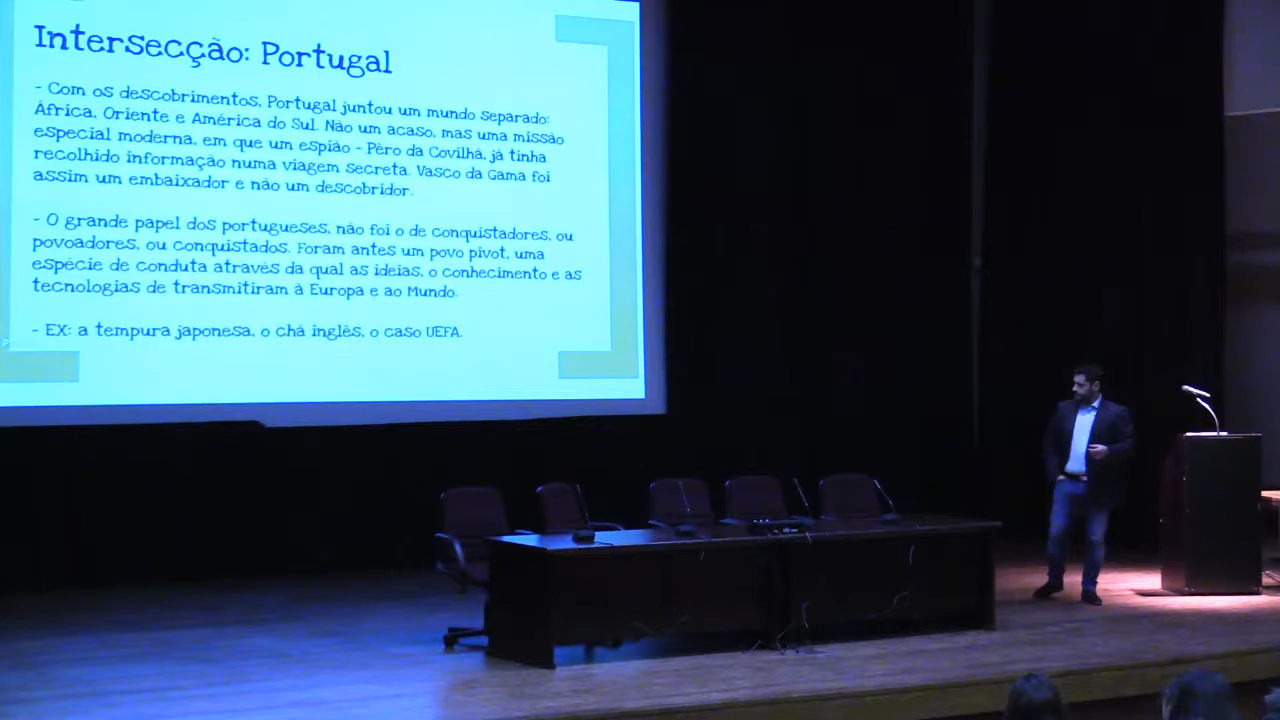 Intersecção: Portugal
- Com os descobrimentos, Portugal juntou um mundo separado:
África, Oriente e América do Sul. Não um acaso, mas uma missão
especial moderna, em que um espião - Pêro da Covilhã, já tinha
recolhido informação numa viagem secreta. Vasco da Gama foi
assim um embaixador e não um descobridor.
- O grande papel dos portugueses, não foi o de conquistadores, ou
povoadores, ou conquistados. Foram antes um povo pivot, uma
espécie de conduta através da qual as ideias, o conhecimento e as
tecnologias de transmitiram à Europa e ao Mundo.
- EX: a tempura japonesa, o chá inglês, o caso UEFA.